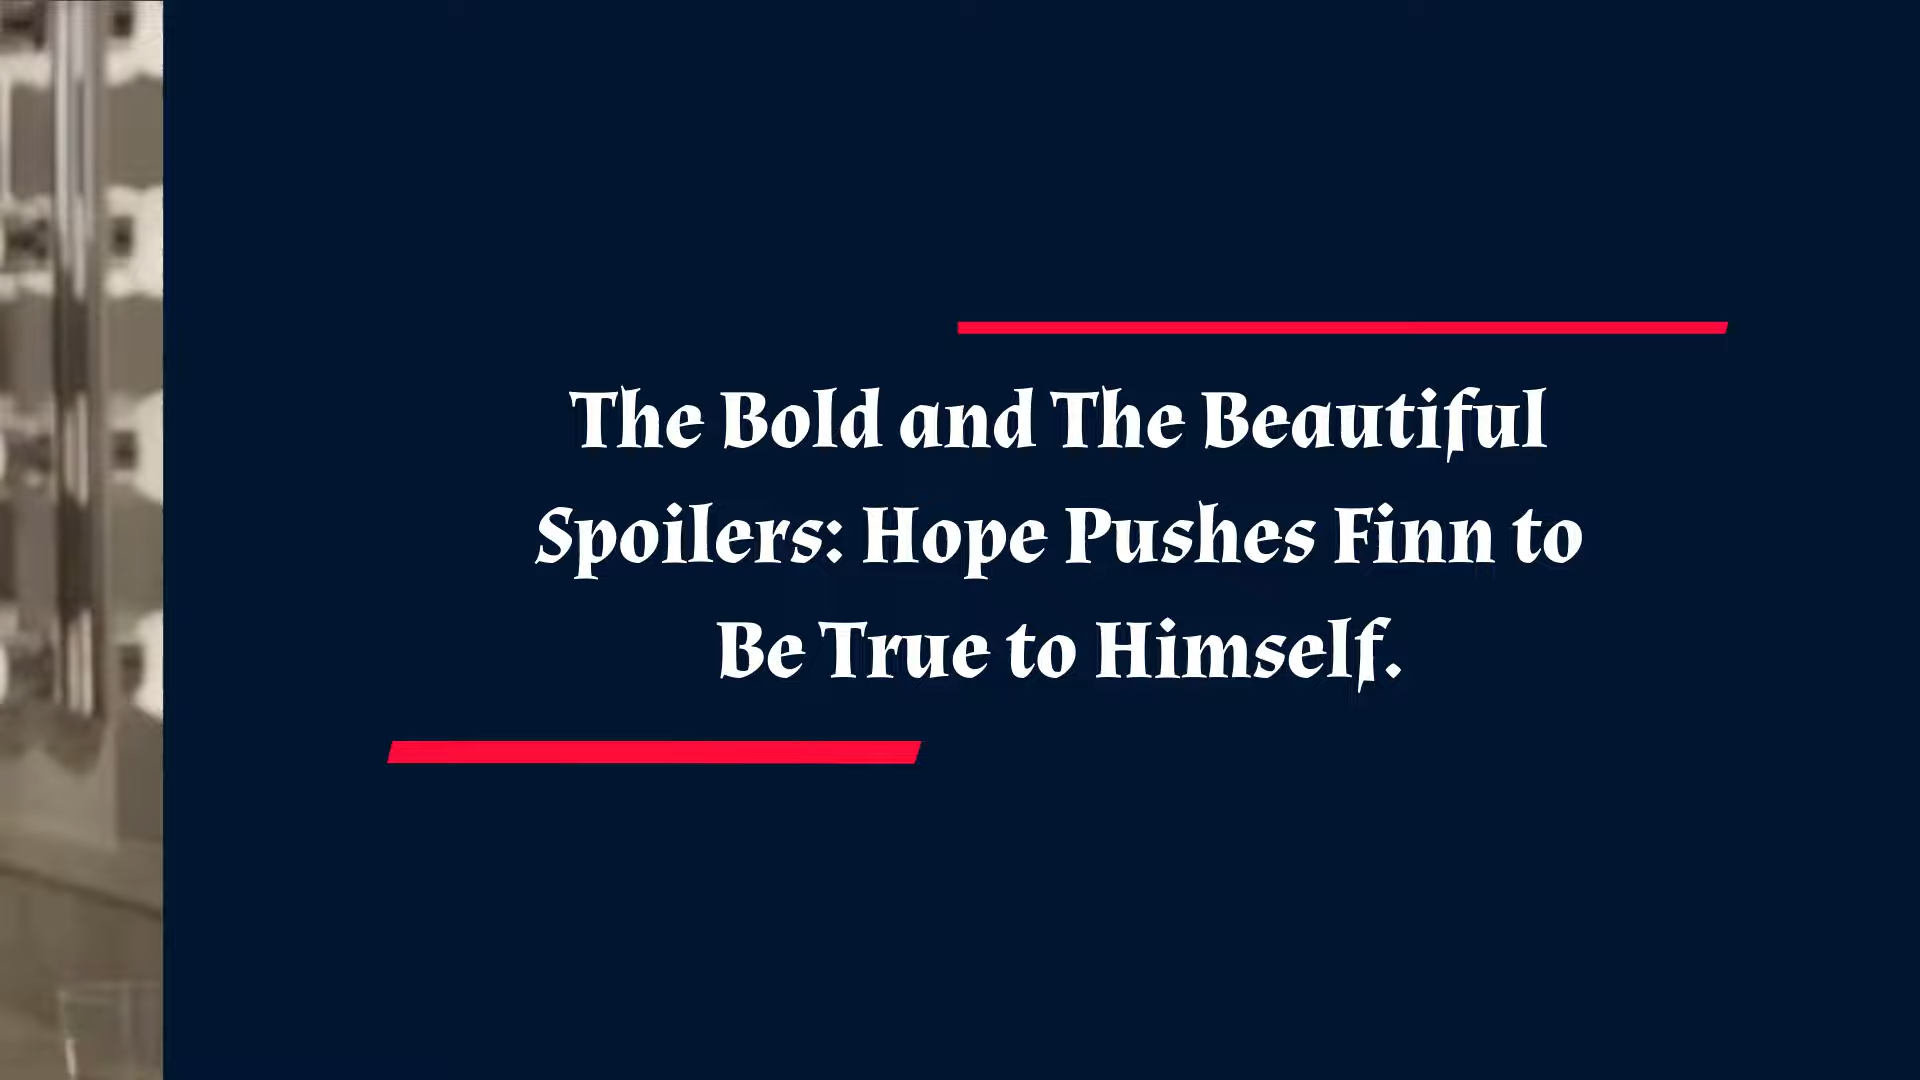 The Bold and The Beautiful
Spoilers: Hope Pushes Finn to
Be True to Himself.